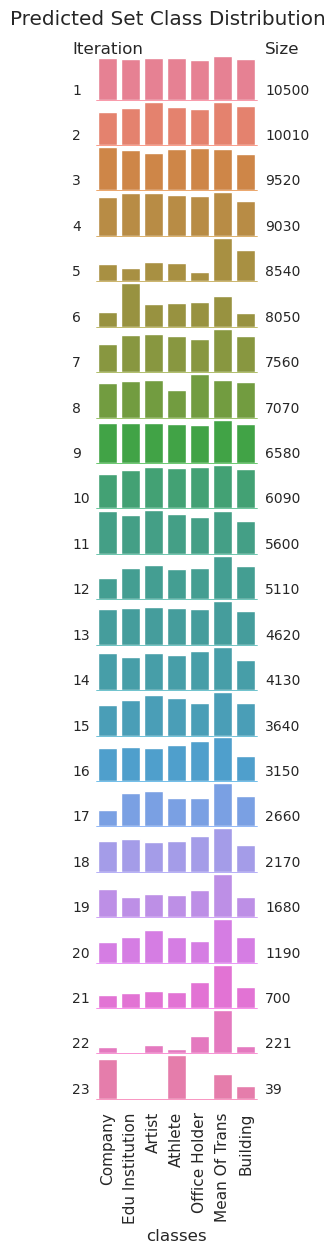 Predicted Set Class Distribution
Iteration Size
1 10500
2 10010
3 9520
4 9030
5 8540
6 8050
7 7560
8 7070
9 6580
10 6090
11 5600
12 5110
13 4620
14 4130
15 3640
16 3150
17 2660
18 2170
19 1680
20 1190
21 700
22 221
23 39
Company
Edu Institution
Artist
Athlete
Office Holder
Mean Of Trans
Building
classes